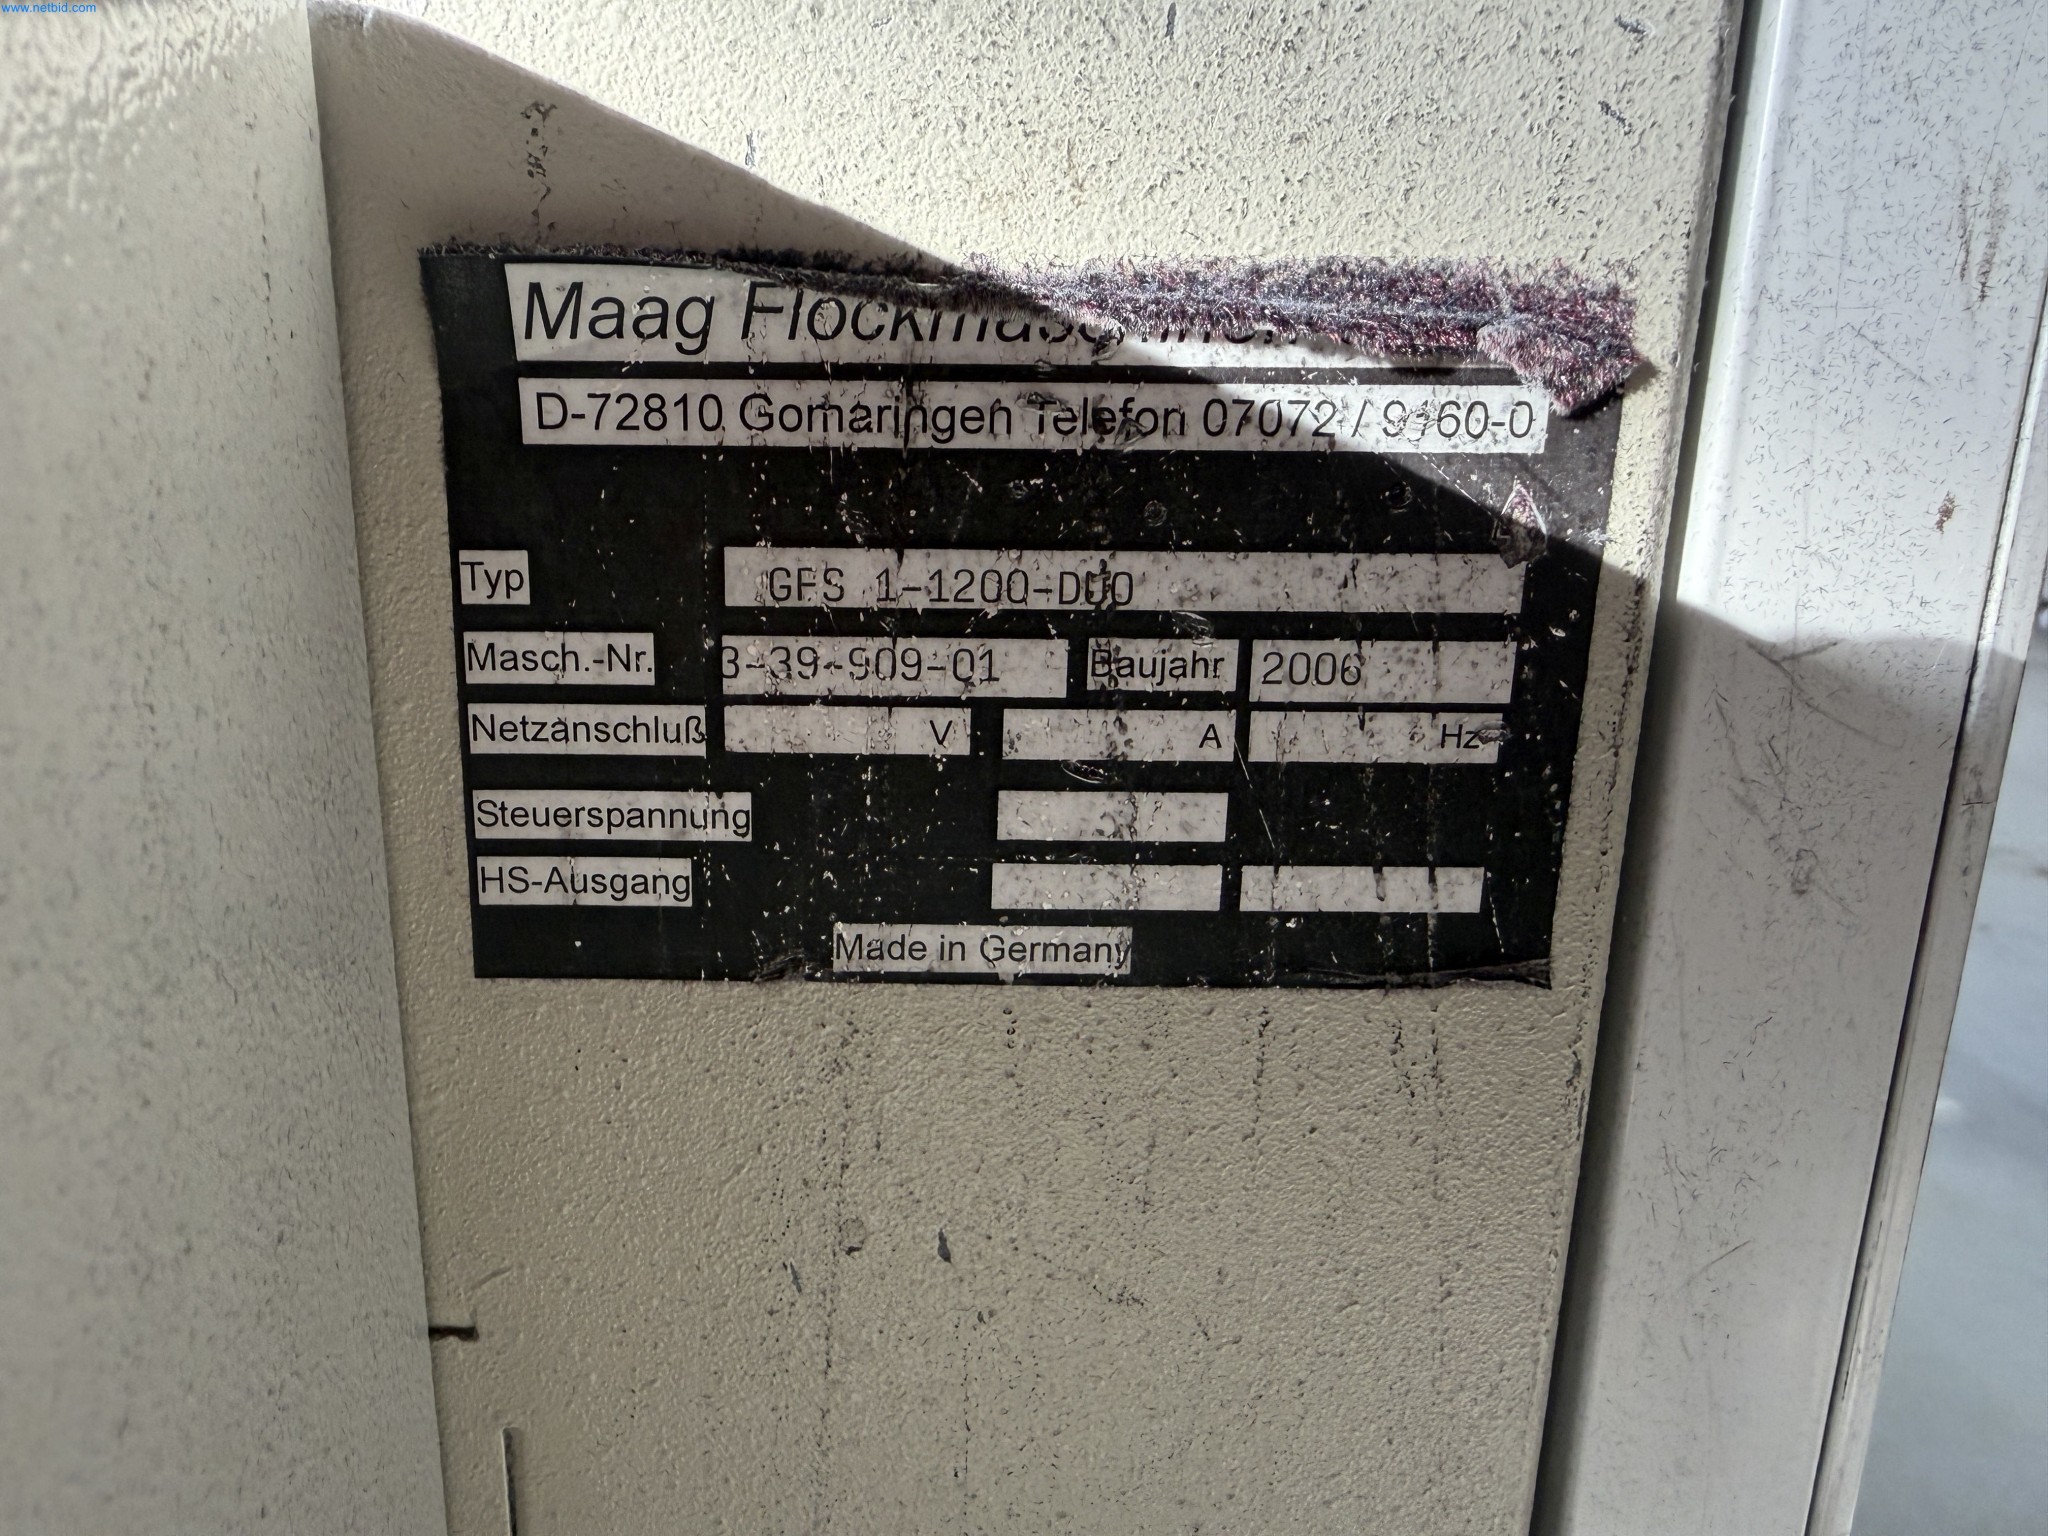 www.netbid.com
Maag Flockmaschinen
D-72810 Gomaringen Telefon 07072 / 9160-0
Typ GFS 1-1200-DUO
Masch.-Nr. 3-39-909-01 Baujahr 2006
Netzanschluß V A Hz
Steuerspannung
HS-Ausgang
Made in Germany